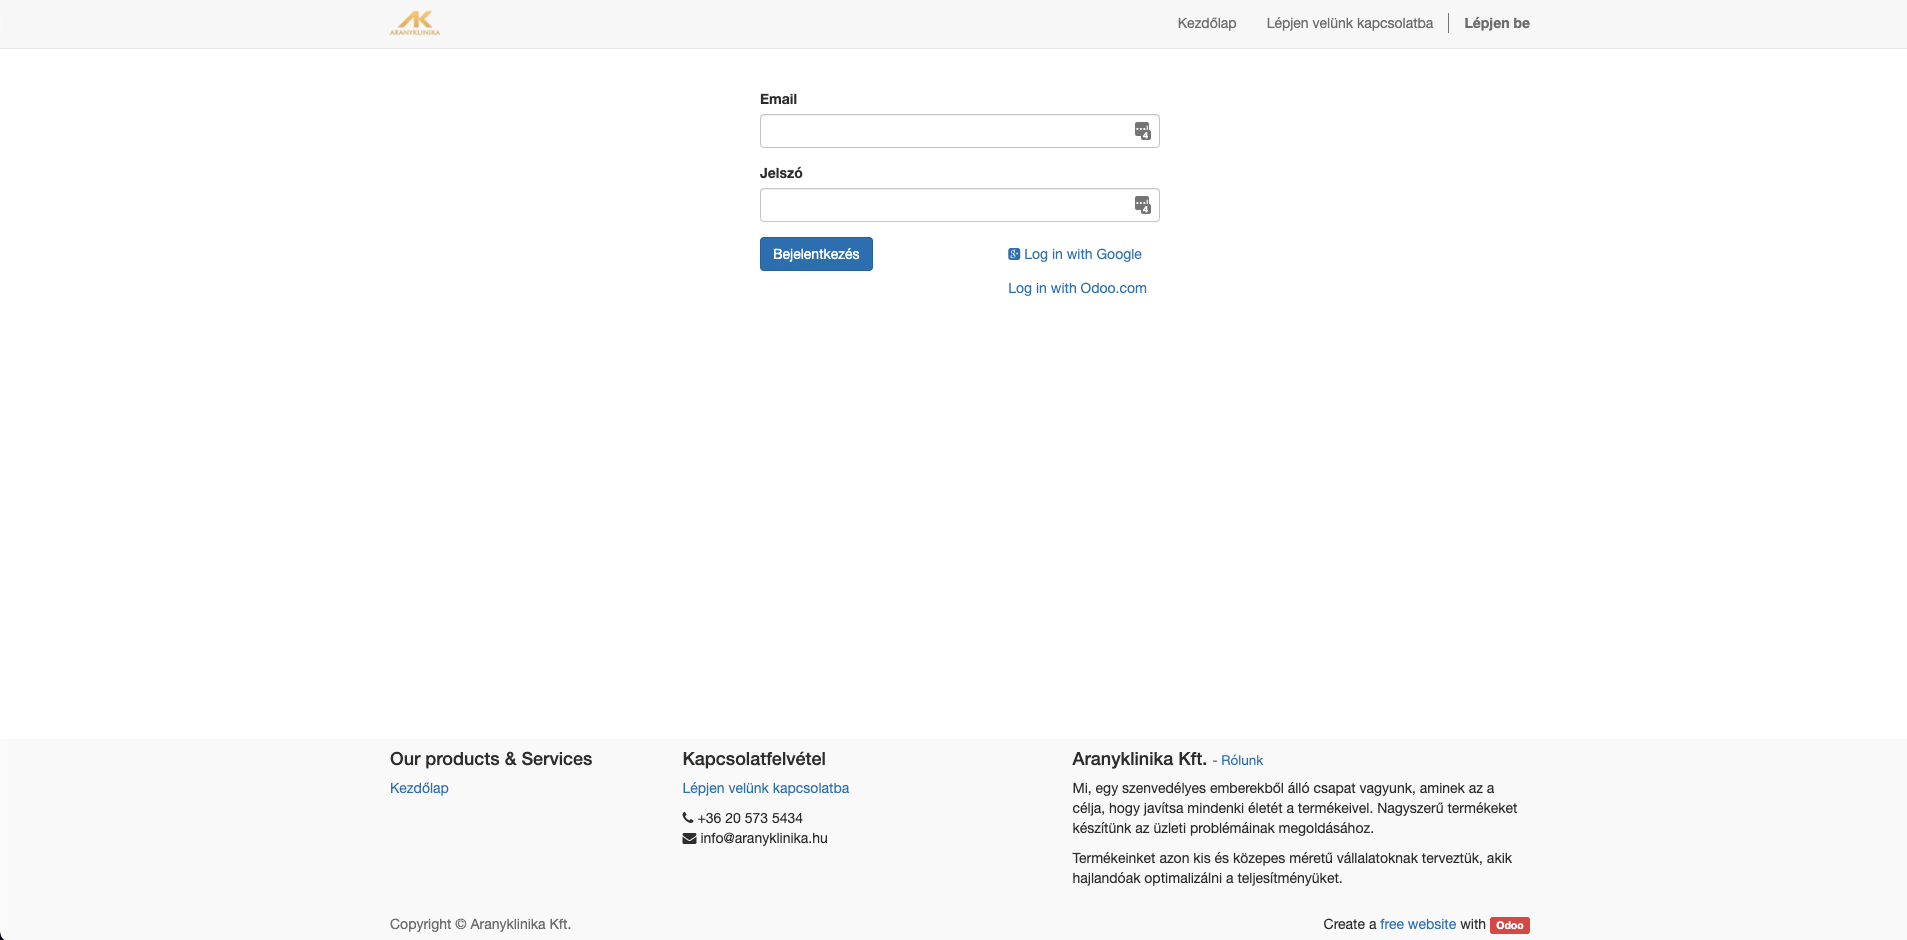 ARANYKLINIKA
Kezdőlap
Lépjen velünk kapcsolatba
Lépjen be
Email
4
Jelszó
4
Bejelentkezés
Log in with Google
Log in with Odoo.com
Our products & Services
Kezdőlap
Kapcsolatfelvétel
Lépjen velünk kapcsolatba
+36 20 573 5434
info@aranyklinika.hu
Aranyklinika Kft. - Rólunk
Mi, egy szenvedélyes emberekből álló csapat vagyunk, aminek az a
célja, hogy javítsa mindenki életét a termékeivel. Nagyszerű termékeket
készítünk az üzleti problémáinak megoldásához.
Termékeinket azon kis és közepes méretű vállalatoknak terveztük, akik
hajlandóak optimalizálni a teljesítményüket.
Copyright © Aranyklinika Kft.
Create a free website with Odoo